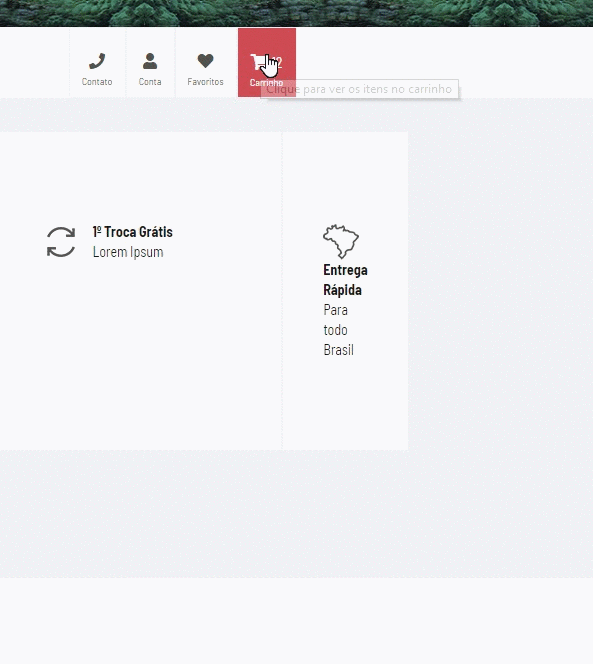 Contato
Conta
Favoritos
Carrinho
Clique para ver os itens no carrinho
1º Troca Grátis
Lorem Ipsum
Entrega
Rápida
Para
todo
Brasil